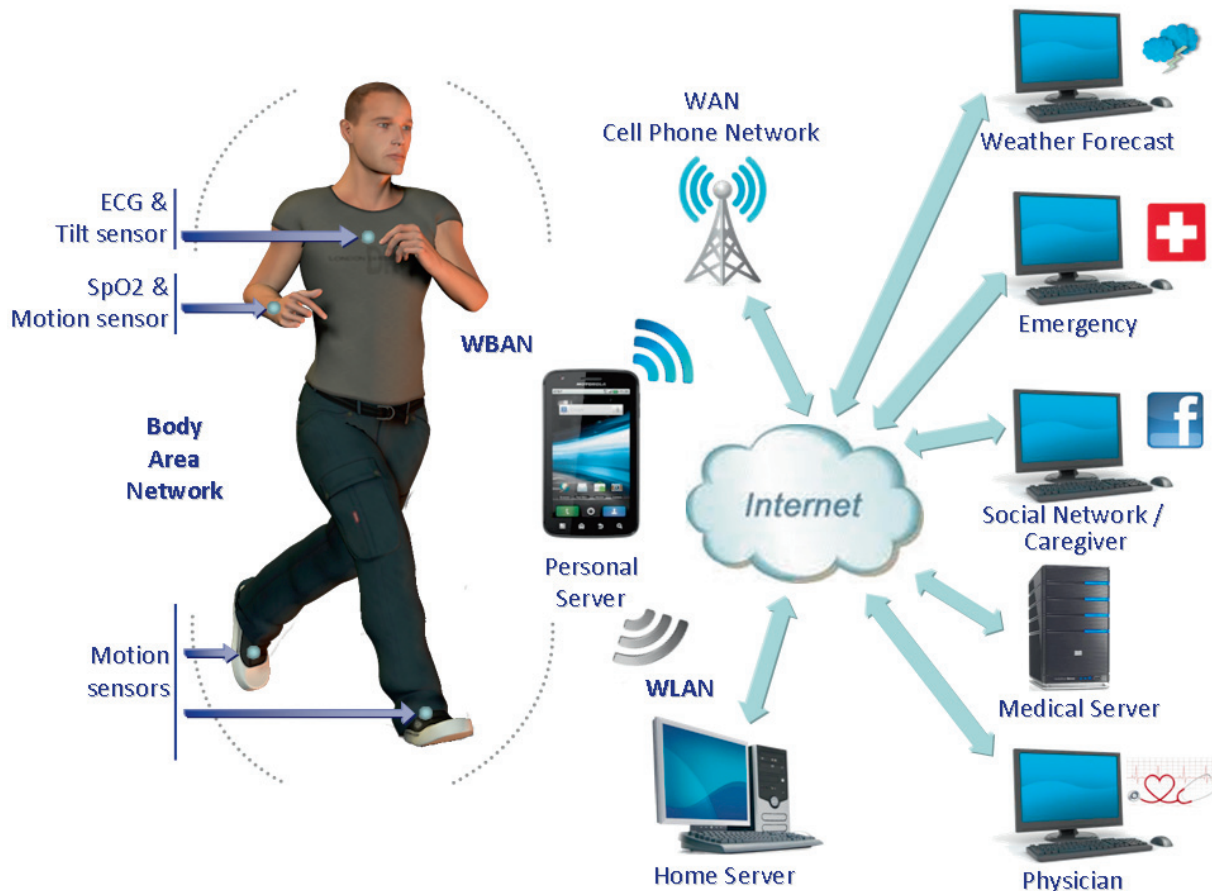 ECG &
Tilt sensor
SpO2 &
Motion sensor
WBAN
Body
Area
Network
Motion
sensors
WAN
Cell Phone Network
MOTOROLA
Personal
Server
WLAN
Internet
Home Server
Weather Forecast
Emergency
f
Social Network /
Caregiver
Medical Server
Physician